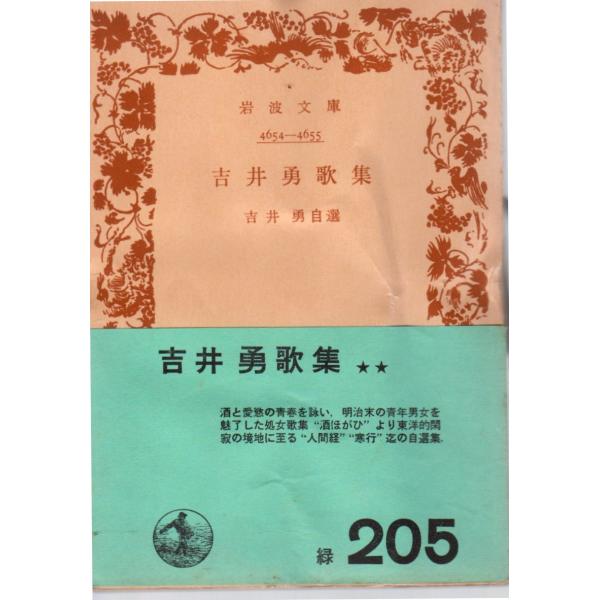 岩波文庫
4654—4655
吉井勇歌集
吉井 勇自選
吉井 勇歌集 ★★
酒と愛慾の青春を詠い,明治末の青年男女を
魅了した処女歌集“酒ほがひ”より東洋的閑
寂の境地に至る“人間経”“寒行”迄の自選集.
緑 205